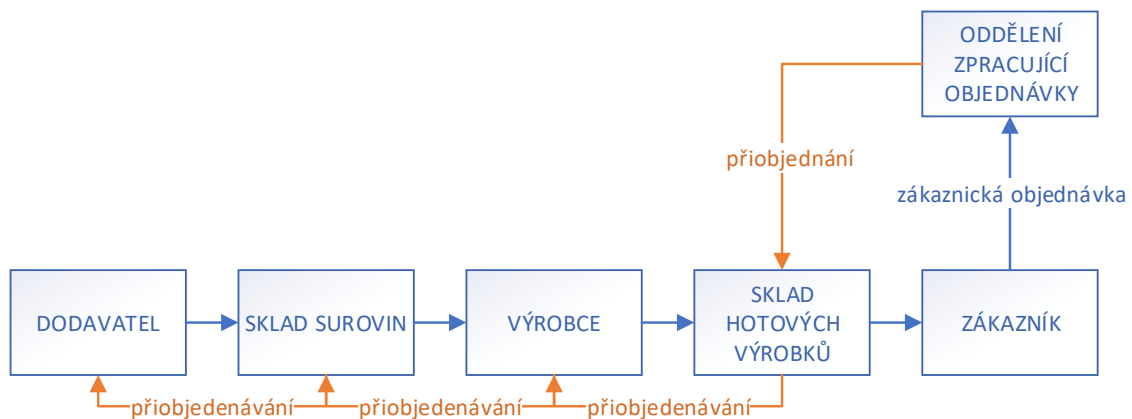 ODDĚLENÍ
ZPRACUJÍCÍ
OBJEDNÁVKY
přiobjednání
zákaznická objednávka
DODAVATEL
SKLAD SUROVIN
VÝROBCE
SKLAD
HOTOVÝCH
VÝROBKŮ
ZÁKAZNÍK
přiobjedenávání
přiobjedenávání
přiobjedenávání